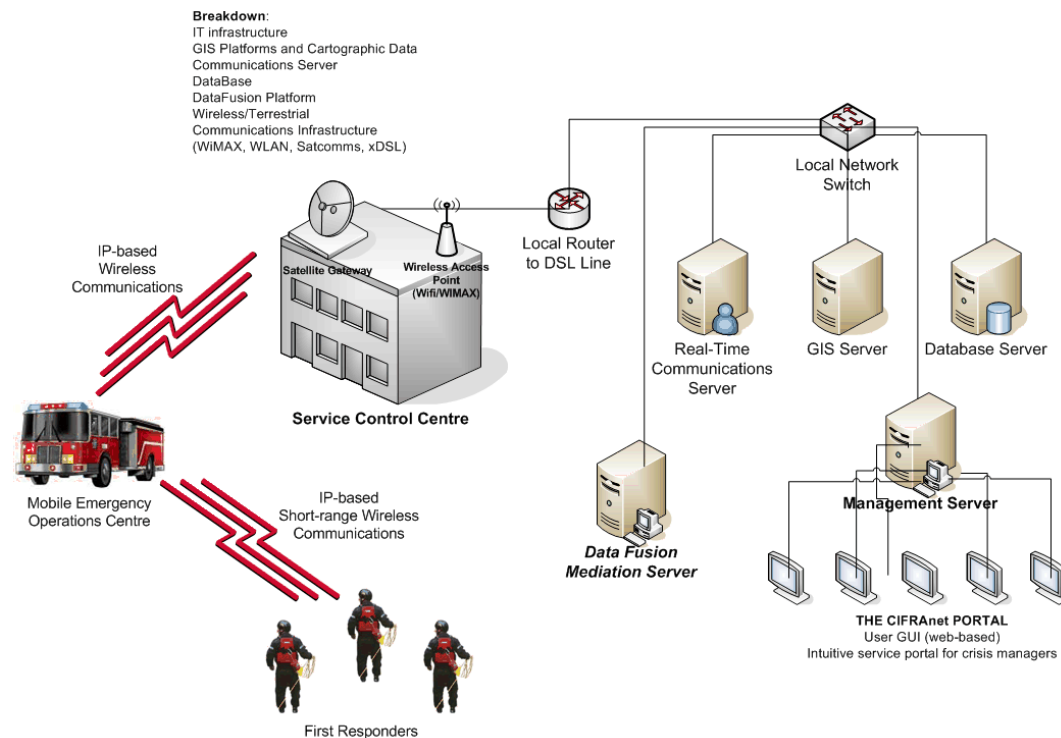 Breakdown:
IT infrastructure
GIS Platforms and Cartographic Data
Communications Server
DataBase
DataFusion Platform
Wireless/Terrestrial
Communications Infrastructure
(WiMAX, WLAN, Satcomms, xDSL)
Local Network
Switch
Local Router
to DSL Line
IP-based
Wireless
Communications
Satellite Gateway
Wireless Access
Point
(Wifi/WIMAX)
Real-Time
Communications
Server
GIS Server
Database Server
Service Control Centre
Mobile Emergency
Operations Centre
IP-based
Short-range Wireless
Communications
Management Server
Data Fusion
Mediation Server
THE CIFRAnet PORTAL
User GUI (web-based)
Intuitive service portal for crisis managers
First Responders